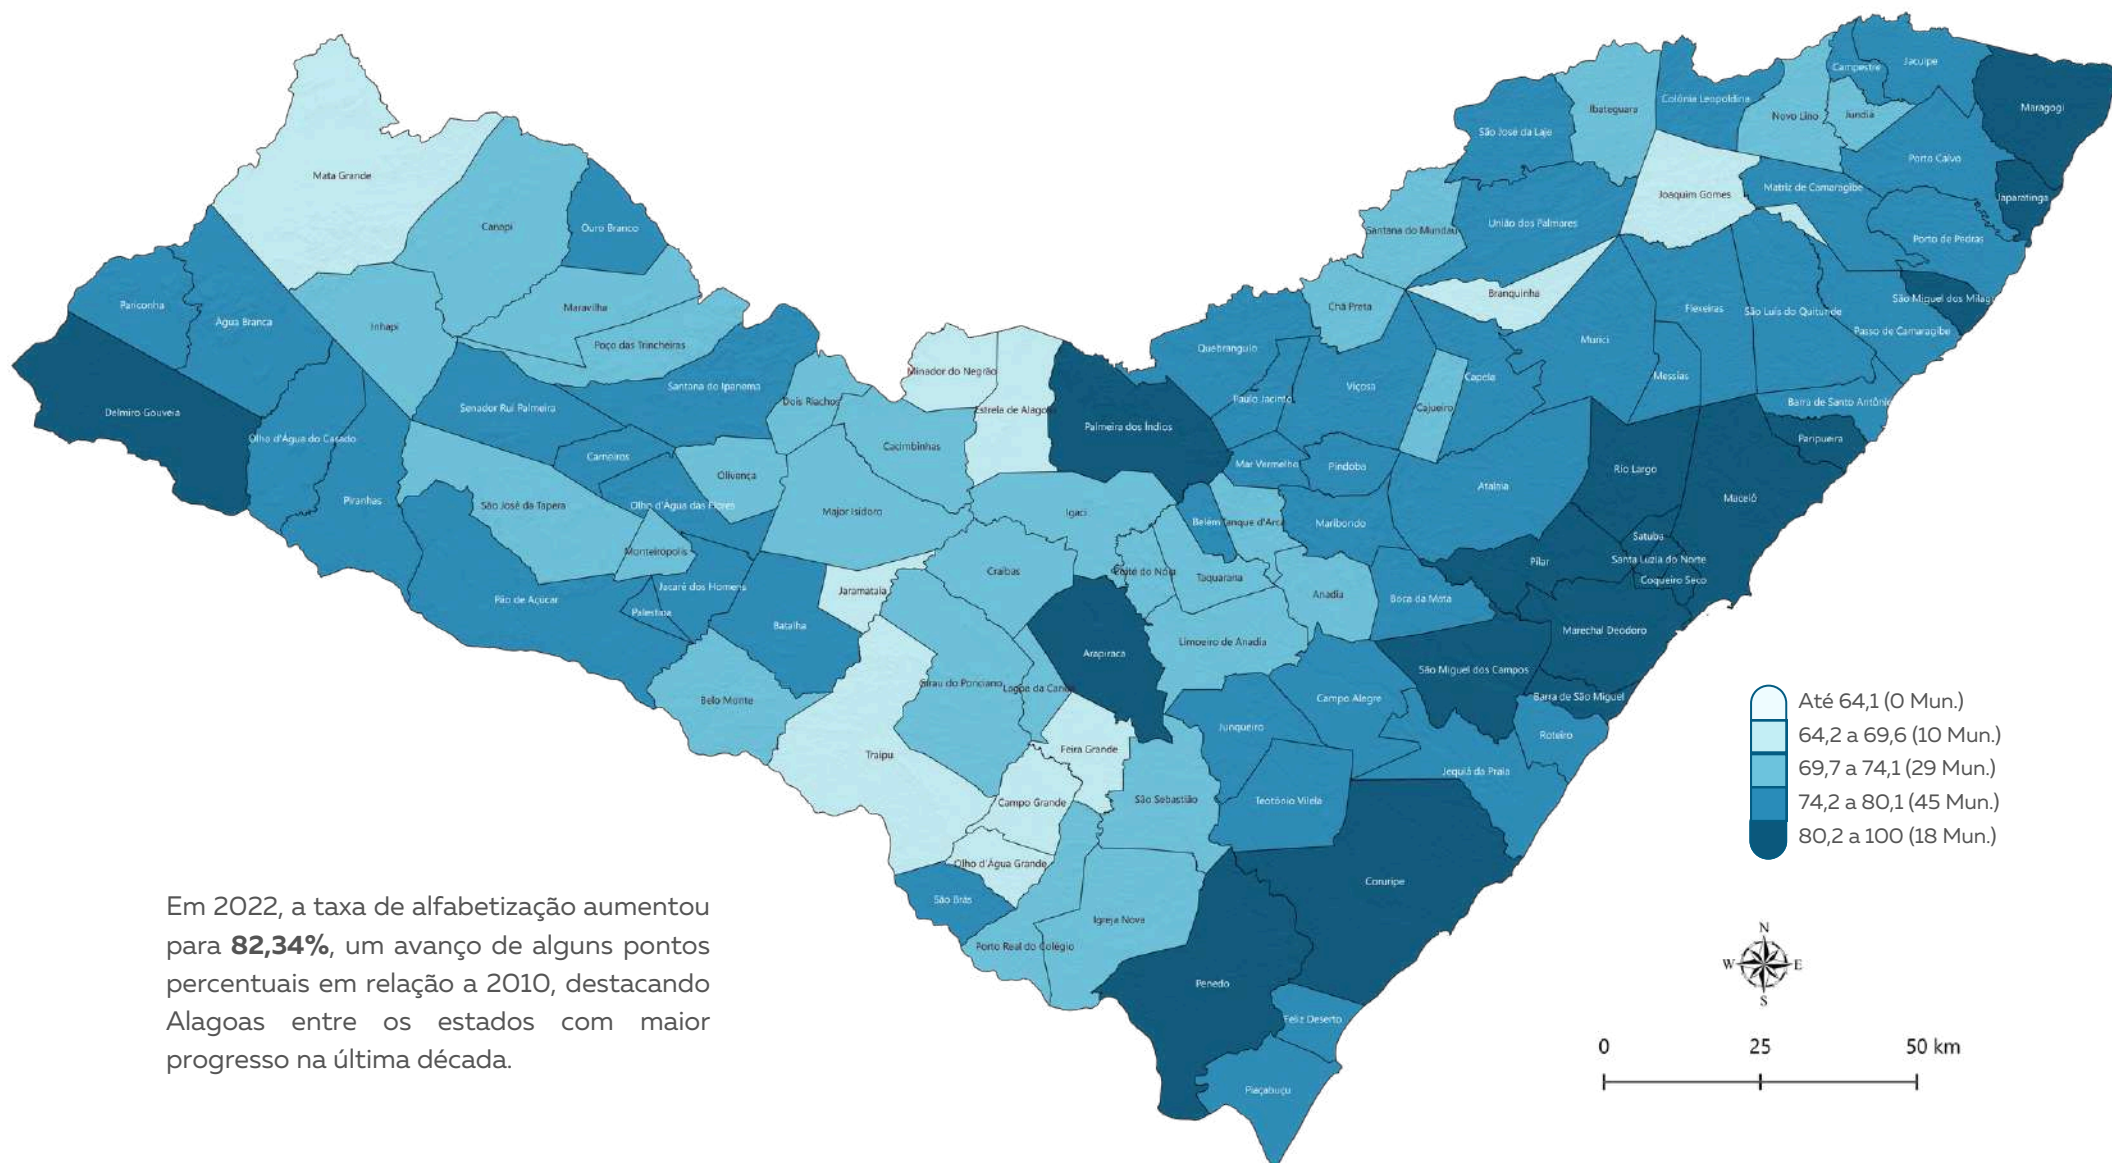 Jacuípe
Campestre
Maragogi
Colônia Leopoldina
Ibateguara
Novo Lino
Jundiá
São José da Laje
Porto Calvo
Mata Grande
Joaquim Gomes
Matriz de Camaragibe
Japaratinga
Canapi
Ouro Branco
Santana do Mundaú
União dos Palmares
Porto de Pedras
Pariconha
Água Branca
Inhapi
Maravilha
Poço das Trincheiras
Chã Preta
Branquinha
São Miguel dos Milag
Flexeiras
São Luís do Quitunde
Passo de Camaragibe
Murici
Quebrangulo
Minador do Negrão
Messias
Capela
Viçosa
Santana do Ipanema
Dois Riachos
Paulo Jacinto
Cajueiro
Barra de Santo Antônio
Delmiro Gouveia
Senador Rui Palmeira
Estrela de Alagoas
Palmeira dos Índios
Olho d'Água do Casado
Paripueira
Cacimbinhas
Carneiros
Olivença
Mar Vermelho
Pindoba
Rio Largo
Atalaia
Maceió
Piranhas
São José da Tapera
Olho d'Água das Flores
Major Isidoro
Igaci
Belém
Tanque d'Arca
Maribondo
Satuba
Monteirópolis
Craíbas
Coité do Nóia
Taquarana
Pilar
Santa Luzia do Norte
Coqueiro Seco
Jacaré dos Homens
Jaramataia
Anadia
Boca da Mata
Pão de Açúcar
Palestina
Batalha
Marechal Deodoro
Limoeiro de Anadia
Arapiraca
São Miguel dos Campos
Girau do Ponciano
Lagoa da Canoa
Barra de São Miguel
Belo Monte
Campo Alegre
Junqueiro
Roteiro
Traipu
Feira Grande
Jequiá da Praia
Campo Grande
São Sebastião
Teotônio Vilela
Olho d'Água Grande
Coruripe
São Brás
Igreja Nova
Porto Real do Colégio
Penedo
Feliz Deserto
Piaçabuçu
Até 64,1 (0 Mun.)
64,2 a 69,6 (10 Mun.)
69,7 a 74,1 (29 Mun.)
74,2 a 80,1 (45 Mun.)
80,2 a 100 (18 Mun.)
Em 2022, a taxa de alfabetização aumentou
para 82,34%, um avanço de alguns pontos
percentuais em relação a 2010, destacando
Alagoas entre os estados com maior
progresso na última década.
N
W E
S
0 25 50 km